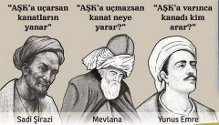 "AŞK'a uçarsan
kanatların
yanar"
"AŞK'a uçmazsan
kanat neye
yarar?"
"AŞK'a varınca
kanadı kim
arar?"
Sadi Şirazi
Mevlana
Yunus Emre